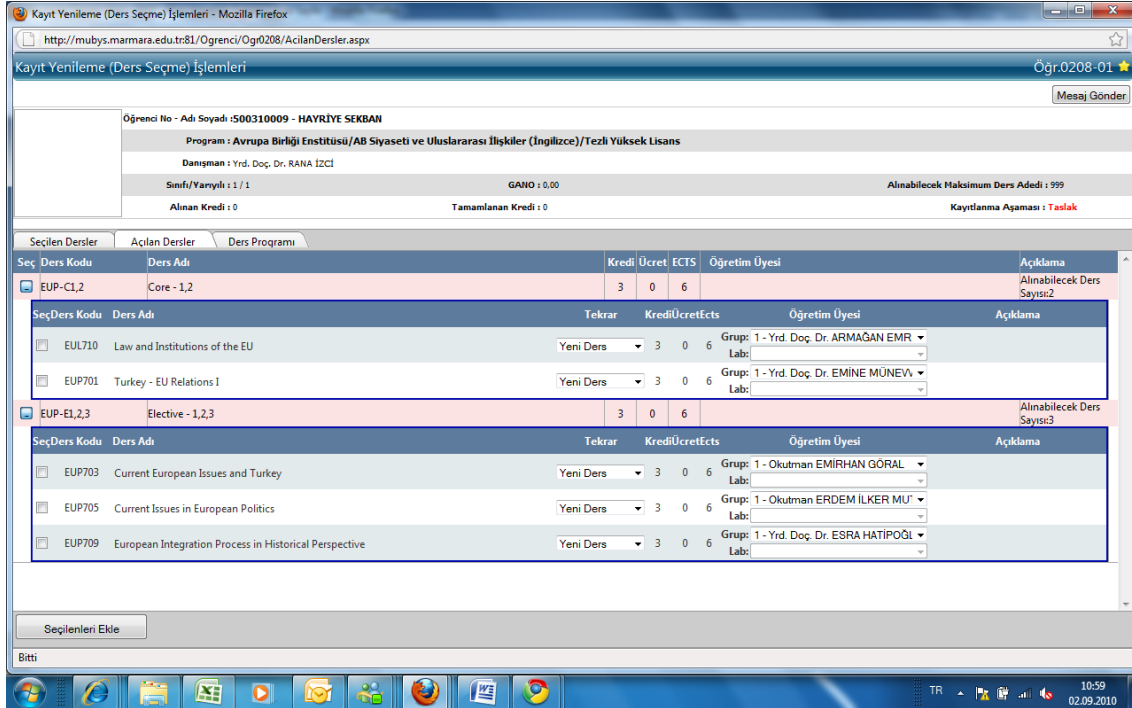 Kayıt Yenileme (Ders Seçme) İşlemleri - Mozilla Firefox
http://mubys.marmara.edu.tr:81/Ogrenci/Ogr0208/AcilanDersler.aspx
Kayıt Yenileme (Ders Seçme) İşlemleri Öğr.0208-01
Mesaj Gönder
Öğrenci No - Adı Soyadı :500310009 - HAYRİYE SEKBAN
Program : Avrupa Birliği Enstitüsü/AB Siyaseti ve Uluslararası İlişkiler (İngilizce)/Tezli Yüksek Lisans
Danışman : Yrd. Doç. Dr. RANA İZCİ
Sınıfı/Yarıyılı : 1 / 1 GANO : 0,00 Alınabilecek Maksimum Ders Adedi : 999
Alınan Kredi : 0 Tamamlanan Kredi : 0 Kayıtlanma Aşaması : Taslak
Seçilen Dersler Açılan Dersler Ders Programı
Seç Ders Kodu Ders Adı Kredi Ücret ECTS Öğretim Üyesi Açıklama
EUP-C1,2 Core - 1,2 3 0 6 Alınabilecek Ders
Sayısı:2
SeçDers Kodu Ders Adı Tekrar KrediÜcretEcts Öğretim Üyesi Açıklama
EUL710 Law and Institutions of the EU Yeni Ders 3 0 6 Grup: 1 - Yrd. Doç. Dr. ARMAĞAN EMR
Lab:
EUP701 Turkey - EU Relations I Yeni Ders 3 0 6 Grup: 1 - Yrd. Doç. Dr. EMİNE MÜNEVV
Lab:
EUP-E1,2,3 Elective - 1,2,3 3 0 6 Alınabilecek Ders
Sayısı:3
SeçDers Kodu Ders Adı Tekrar KrediÜcretEcts Öğretim Üyesi Açıklama
EUP703 Current European Issues and Turkey Yeni Ders 3 0 6 Grup: 1 - Okutman EMİRHAN GÖRAL
Lab:
EUP705 Current Issues in European Politics Yeni Ders 3 0 6 Grup: 1 - Okutman ERDEM İLKER MUT
Lab:
EUP709 European Integration Process in Historical Perspective Yeni Ders 3 0 6 Grup: 1 - Yrd. Doç. Dr. ESRA HATİPOĞL
Lab:
Seçilenleri Ekle
Bitti
TR 10:59
02.09.2010